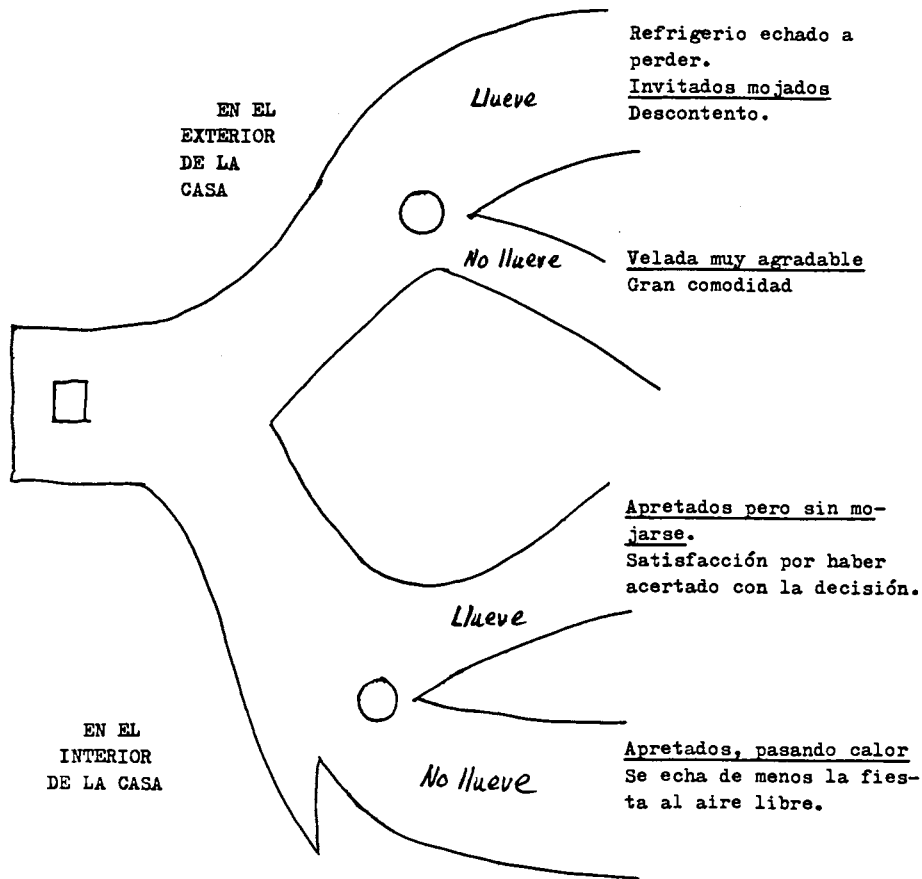 EN EL
EXTERIOR
DE LA
CASA
Llueve
Refrigerio echado a
perder.
Invitados mojados
Descontento.
No llueve
Velada muy agradable
Gran comodidad
EN EL
INTERIOR
DE LA CASA
Llueve
Apretados pero sin mo-
jarse.
Satisfacción por haber
acertado con la decisión.
No llueve
Apretados, pasando calor
Se echa de menos la fies-
ta al aire libre.